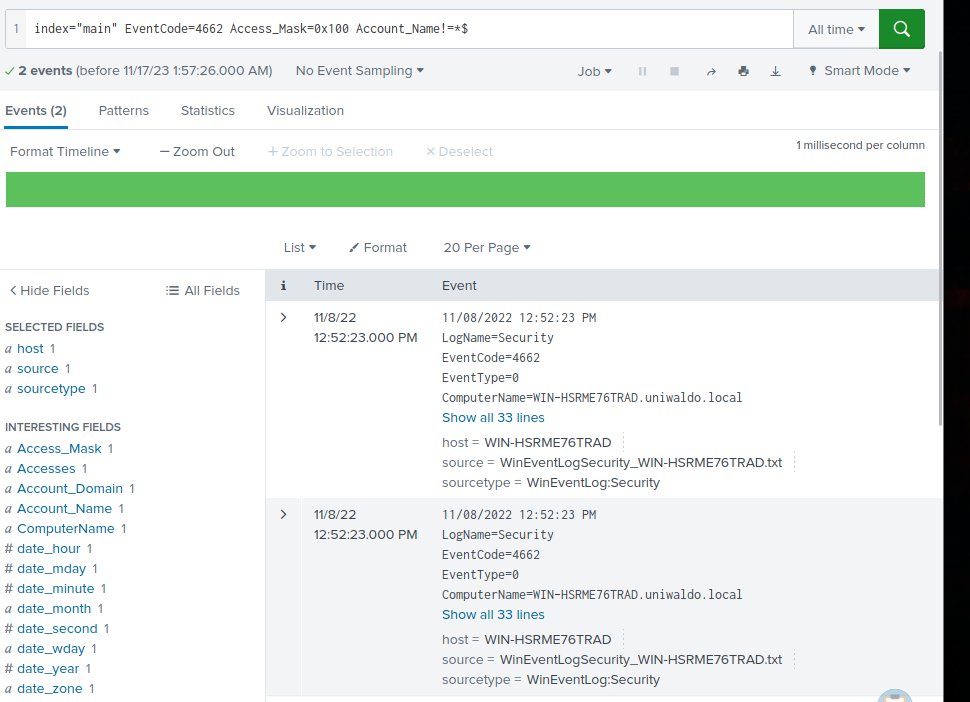 1 index="main" EventCode=4662 Access_Mask=0x100 Account_Name!=*$ All time
2 events (before 11/17/23 1:57:26.000 AM) No Event Sampling Job Smart Mode
Events (2) Patterns Statistics Visualization
Format Timeline — Zoom Out + Zoom to Selection × Deselect 1 millisecond per column
List Format 20 Per Page
< Hide Fields All Fields
i Time Event
SELECTED FIELDS
a host 1
a source 1
a sourcetype 1
INTERESTING FIELDS
a Access_Mask 1
a Accesses 1
a Account_Domain 1
a Account_Name 1
a ComputerName 1
# date_hour 1
# date_mday 1
# date_minute 1
a date_month 1
# date_second 1
a date_wday 1
# date_year 1
a date_zone 1
11/8/22
12:52:23.000 PM
11/08/2022 12:52:23 PM
LogName=Security
EventCode=4662
EventType=0
ComputerName=WIN-HSRME76TRAD.uniwaldo.local
Show all 33 lines
host = WIN-HSRME76TRAD
source = WinEventLogSecurity_WIN-HSRME76TRAD.txt
sourcetype = WinEventLog:Security
11/8/22
12:52:23.000 PM
11/08/2022 12:52:23 PM
LogName=Security
EventCode=4662
EventType=0
ComputerName=WIN-HSRME76TRAD.uniwaldo.local
Show all 33 lines
host = WIN-HSRME76TRAD
source = WinEventLogSecurity_WIN-HSRME76TRAD.txt
sourcetype = WinEventLog:Security